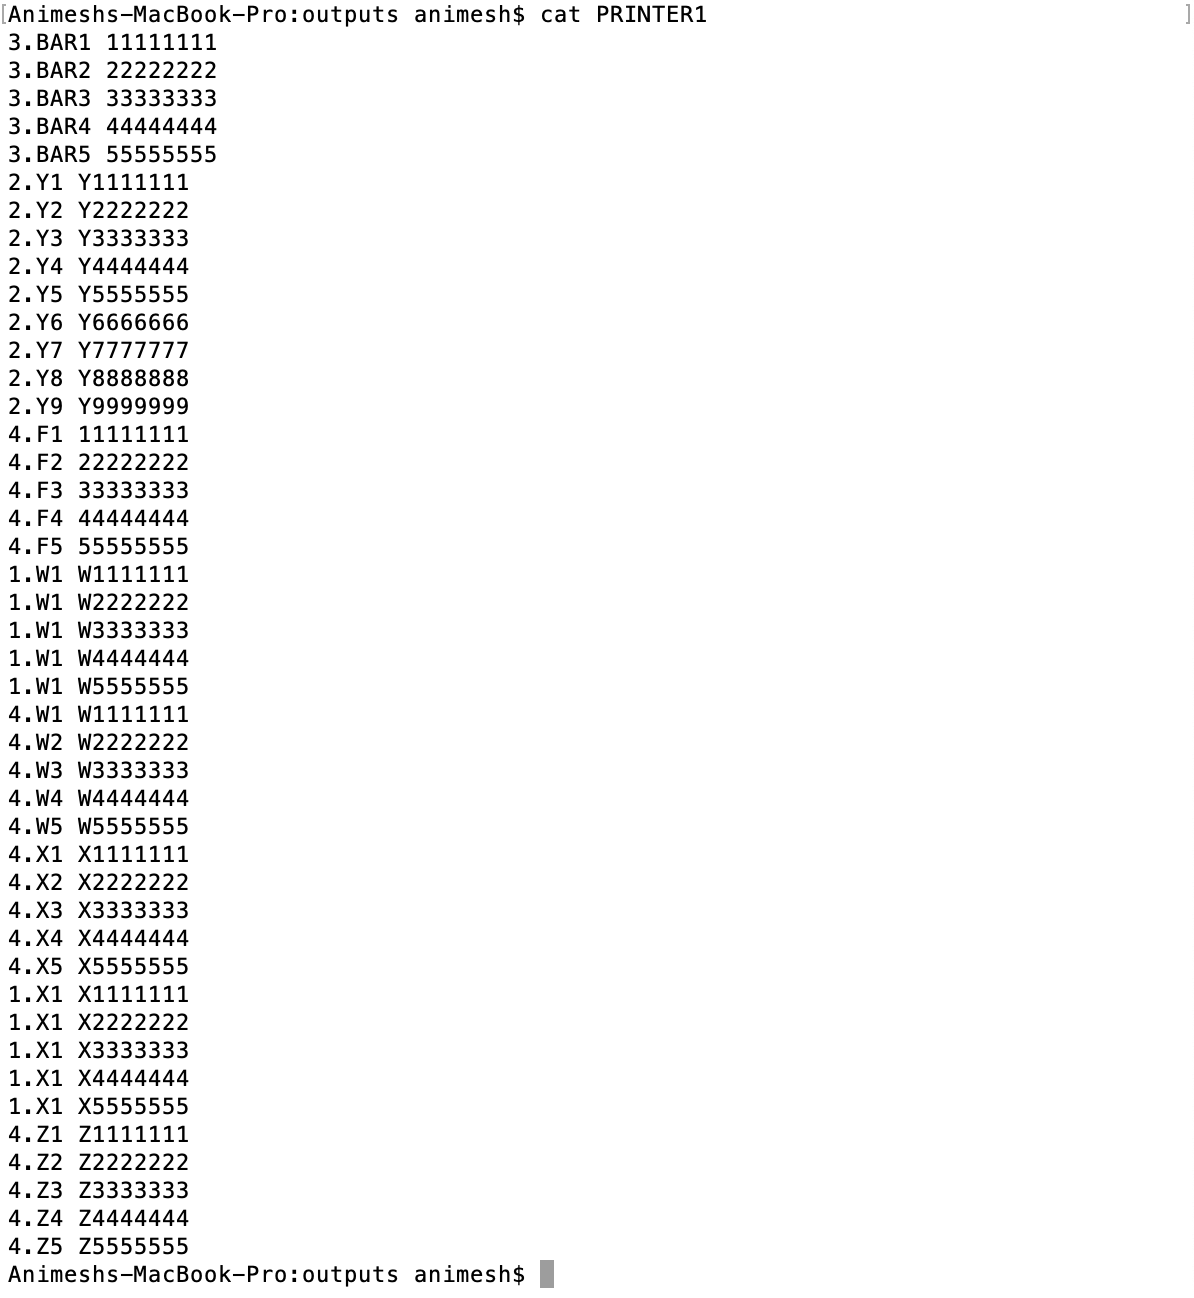 [Animeshs-MacBook-Pro:outputs animesh$ cat PRINTER1 ]
3.BAR1 11111111
3.BAR2 22222222
3.BAR3 33333333
3.BAR4 44444444
3.BAR5 55555555
2.Y1 Y1111111
2.Y2 Y2222222
2.Y3 Y3333333
2.Y4 Y4444444
2.Y5 Y5555555
2.Y6 Y6666666
2.Y7 Y7777777
2.Y8 Y8888888
2.Y9 Y9999999
4.F1 11111111
4.F2 22222222
4.F3 33333333
4.F4 44444444
4.F5 55555555
1.W1 W1111111
1.W1 W2222222
1.W1 W3333333
1.W1 W4444444
1.W1 W5555555
4.W1 W1111111
4.W2 W2222222
4.W3 W3333333
4.W4 W4444444
4.W5 W5555555
4.X1 X1111111
4.X2 X2222222
4.X3 X3333333
4.X4 X4444444
4.X5 X5555555
1.X1 X1111111
1.X1 X2222222
1.X1 X3333333
1.X1 X4444444
1.X1 X5555555
4.Z1 Z1111111
4.Z2 Z2222222
4.Z3 Z3333333
4.Z4 Z4444444
4.Z5 Z5555555
Animeshs-MacBook-Pro:outputs animesh$